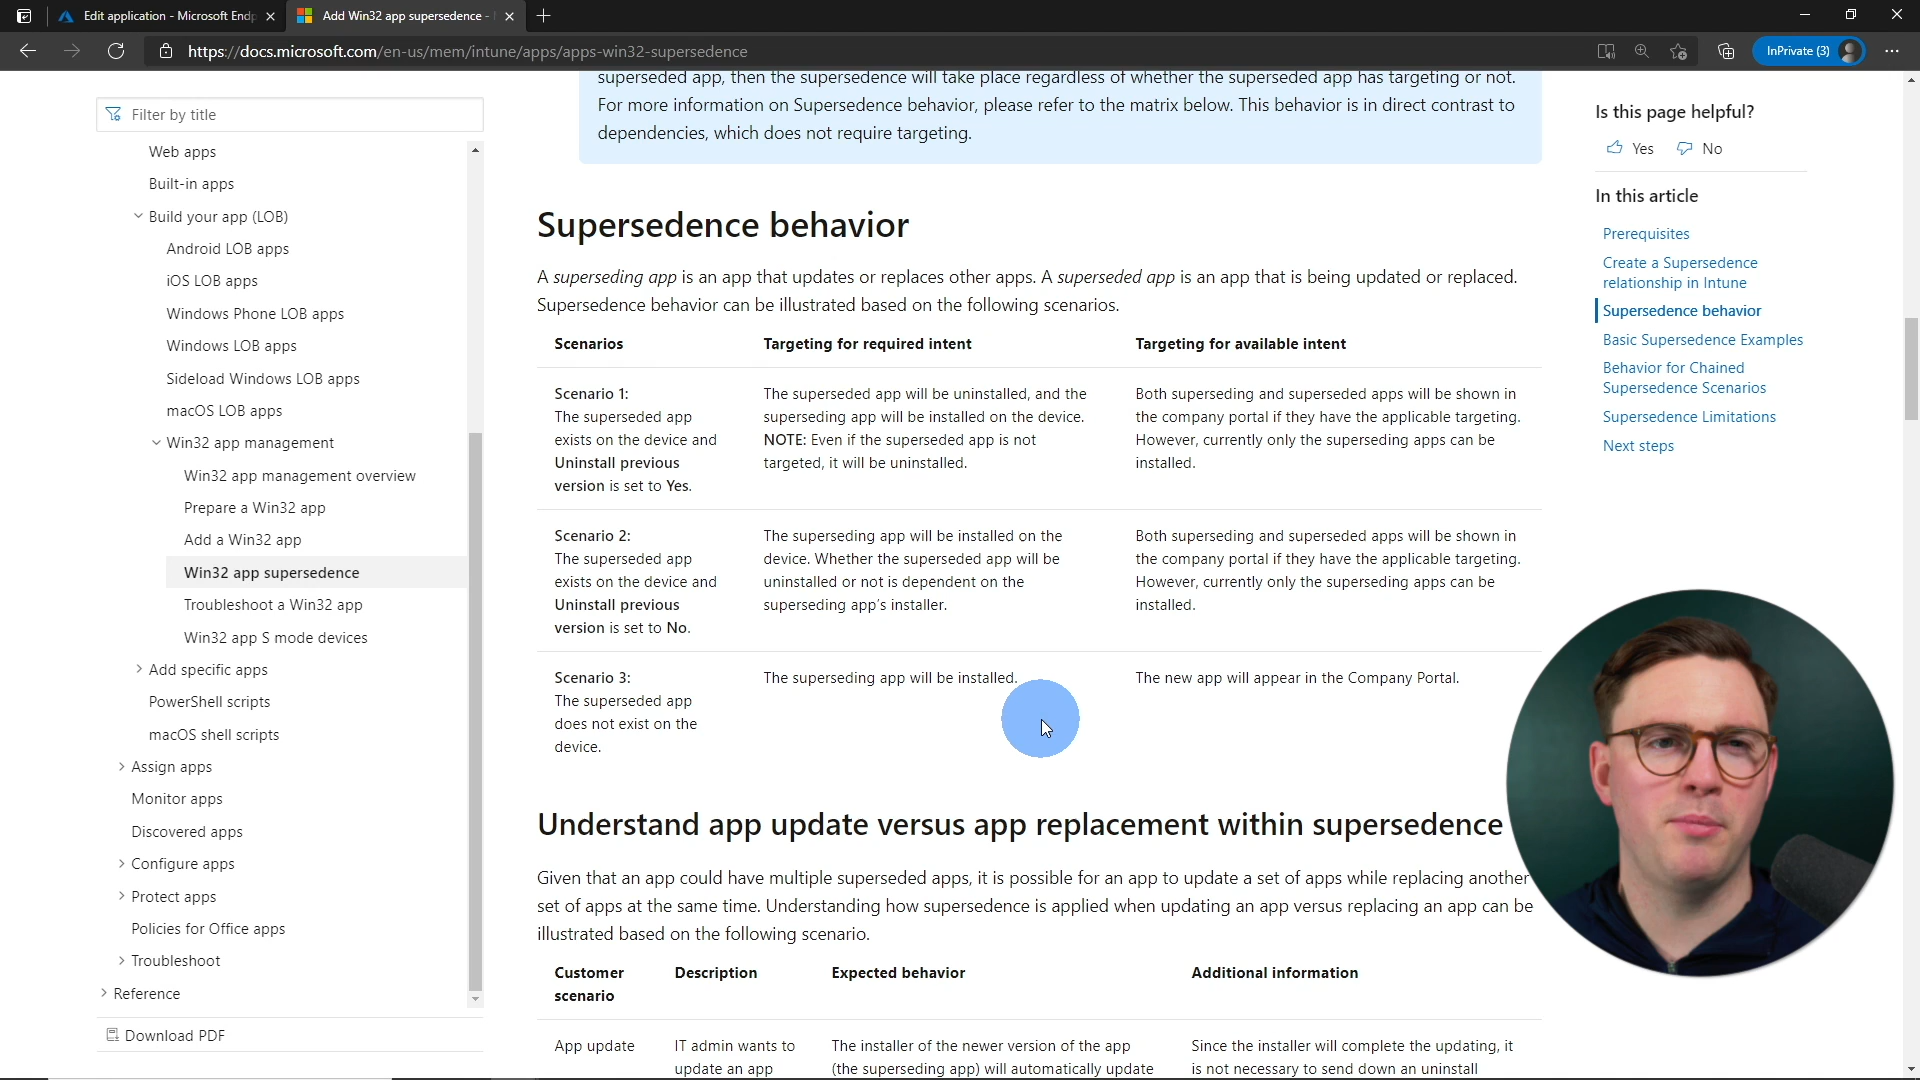 Edit application - Microsoft Endp
Add Win32 app supersedence -
InPrivate (3)
https://docs.microsoft.com/en-us/mem/intune/apps/apps-win32-supersedence
Filter by title
Web apps
Built-in apps
Build your app (LOB)
Android LOB apps
iOS LOB apps
Windows Phone LOB apps
Windows LOB apps
Sideload Windows LOB apps
macOS LOB apps
Win32 app management
Win32 app management overview
Prepare a Win32 app
Add a Win32 app
Win32 app supersedence
Troubleshoot a Win32 app
Win32 app S mode devices
Add specific apps
PowerShell scripts
macOS shell scripts
Assign apps
Monitor apps
Discovered apps
Configure apps
Protect apps
Policies for Office apps
Troubleshoot
Reference
Download PDF
superseded app, then the supersedence will take place regardless of whether the superseded app has targeting or not.
For more information on Supersedence behavior, please refer to the matrix below. This behavior is in direct contrast to
dependencies, which does not require targeting.
Supersedence behavior
A superseding app is an app that updates or replaces other apps. A superseded app is an app that is being updated or replaced.
Supersedence behavior can be illustrated based on the following scenarios.
Scenarios
Targeting for required intent
Targeting for available intent
Scenario 1:
The superseded app
exists on the device and
Uninstall previous
version is set to Yes.
The superseded app will be uninstalled, and the
superseding app will be installed on the device.
NOTE: Even if the superseded app is not
targeted, it will be uninstalled.
Both superseding and superseded apps will be shown in
the company portal if they have the applicable targeting.
However, currently only the superseding apps can be
installed.
Scenario 2:
The superseded app
exists on the device and
Uninstall previous
version is set to No.
The superseding app will be installed on the
device. Whether the superseded app will be
uninstalled or not is dependent on the
superseding app's installer.
Both superseding and superseded apps will be shown in
the company portal if they have the applicable targeting.
However, currently only the superseding apps can be
installed.
Scenario 3:
The superseded app
does not exist on the
device.
The superseding app will be installed.
The new app will appear in the Company Portal.
Understand app update versus app replacement within supersedence
Given that an app could have multiple superseded apps, it is possible for an app to update a set of apps while replacing another
set of apps at the same time. Understanding how supersedence is applied when updating an app versus replacing an app can be
illustrated based on the following scenario.
Customer
scenario
Description
Expected behavior
Additional information
App update
IT admin wants to
update an app
The installer of the newer version of the app
(the superseding app) will automatically update
Since the installer will complete the updating, it
is not necessary to send down an uninstall
Is this page helpful?
Yes
No
In this article
Prerequisites
Create a Supersedence
relationship in Intune
Supersedence behavior
Basic Supersedence Examples
Behavior for Chained
Supersedence Scenarios
Supersedence Limitations
Next steps